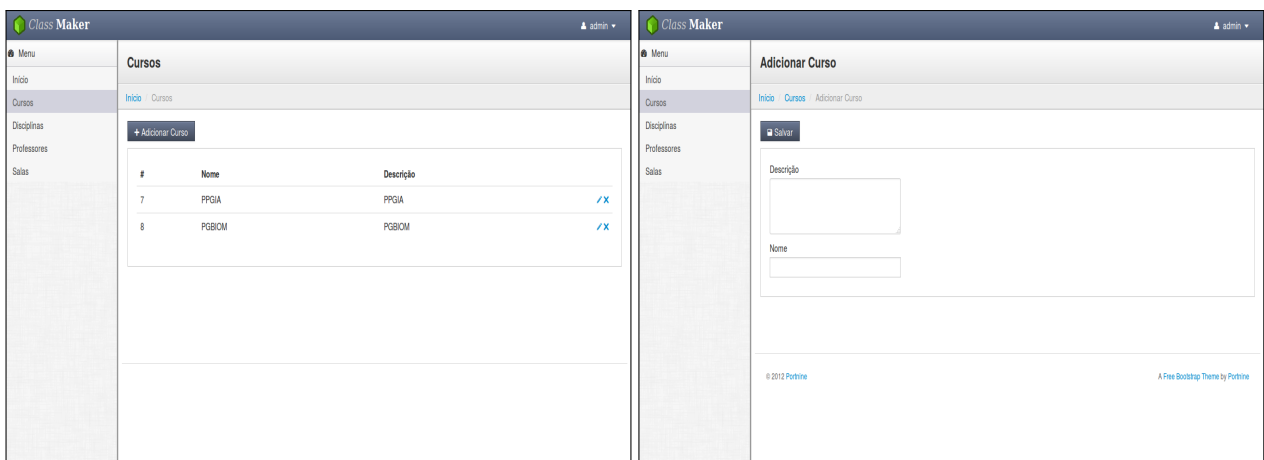 Class Maker
admin
Menu
Início
Cursos
Disciplinas
Professores
Salas
Cursos
Início / Cursos
+ Adicionar Curso
# Nome Descrição
7 PPGIA PPGIA
8 PGBIOM PGBIOM
Class Maker
admin
Menu
Início
Cursos
Disciplinas
Professores
Salas
Adicionar Curso
Início / Cursos / Adicionar Curso
Salvar
Descrição
Nome
© 2012 Portnine
A Free Bootstrap Theme by Portnine